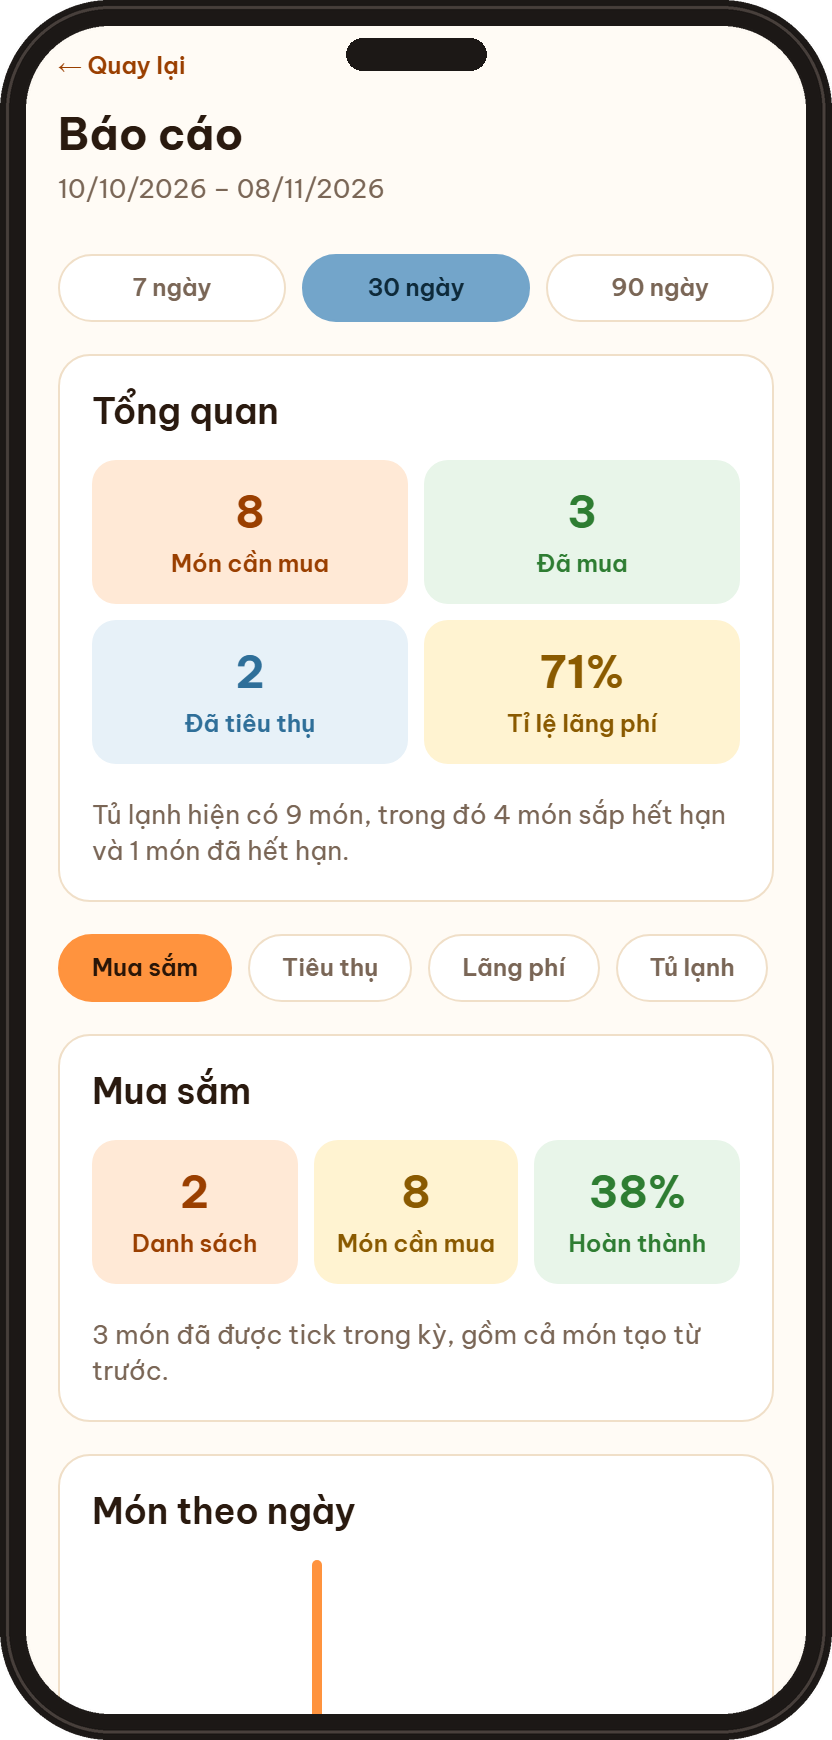 ← Quay lại
Báo cáo
10/10/2026 – 08/11/2026
7 ngày
30 ngày
90 ngày
Tổng quan
8
Món cần mua
3
Đã mua
2
Đã tiêu thụ
71%
Tỉ lệ lãng phí
Tủ lạnh hiện có 9 món, trong đó 4 món sắp hết hạn
và 1 món đã hết hạn.
Mua sắm
Tiêu thụ
Lãng phí
Tủ lạnh
Mua sắm
2
Danh sách
8
Món cần mua
38%
Hoàn thành
3 món đã được tick trong kỳ, gồm cả món tạo từ
trước.
Món theo ngày